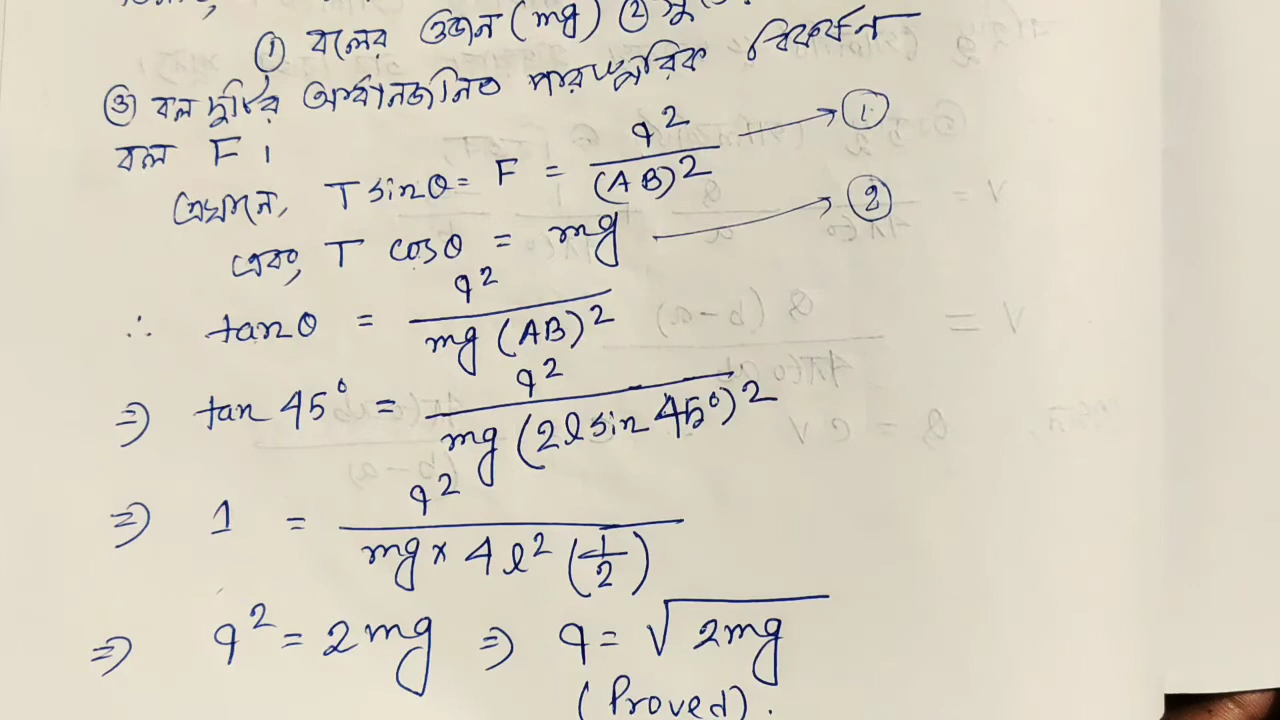 ① বলের ওজন (mg) ②
③ বল দুটির আধানজনিত পারস্পরিক বিকর্ষণ
বল F।
এখানে, T sinθ = F = q² / (AB)² → ①
এবং, T cosθ = mg → ②
∴ tanθ = q² / mg (AB)²
⇒ tan 45° = q² / mg (2l sin 45°)²
⇒ 1 = q² / mg × 4l² (1/2)
⇒ q² = 2mg ⇒ q = √2mg
(Proved).